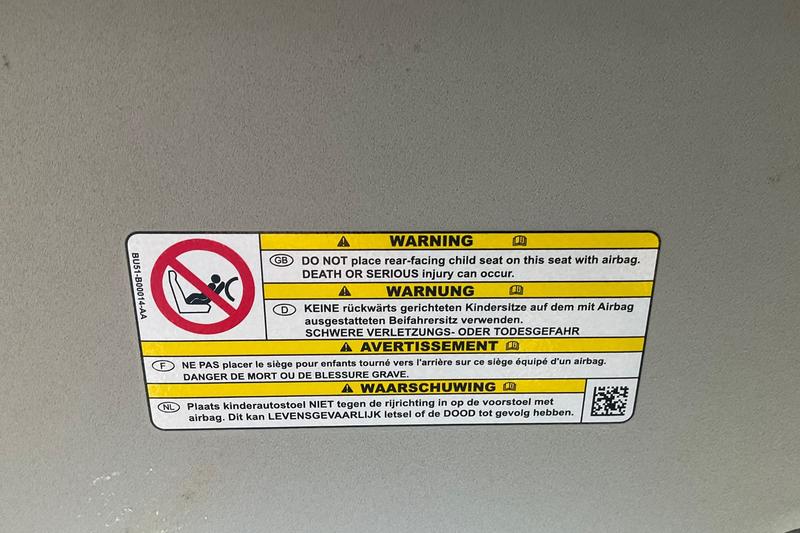 BU51-B00014-AA
WARNING
GB DO NOT place rear-facing child seat on this seat with airbag.
DEATH OR SERIOUS injury can occur.
WARNUNG
D KEINE rückwärts gerichteten Kindersitze auf dem mit Airbag
ausgestatteten Beifahrersitz verwenden.
SCHWERE VERLETZUNGS- ODER TODESGEFAHR
AVERTISSEMENT
F NE PAS placer le siège pour enfants tourné vers l'arrière sur ce siège équipé d'un airbag.
DANGER DE MORT OU DE BLESSURE GRAVE.
WAARSCHUWING
NL Plaats kinderautostoel NIET tegen de rijrichting in op de voorstoel met
airbag. Dit kan LEVENSGEVAARLIJK letsel of de DOOD tot gevolg hebben.